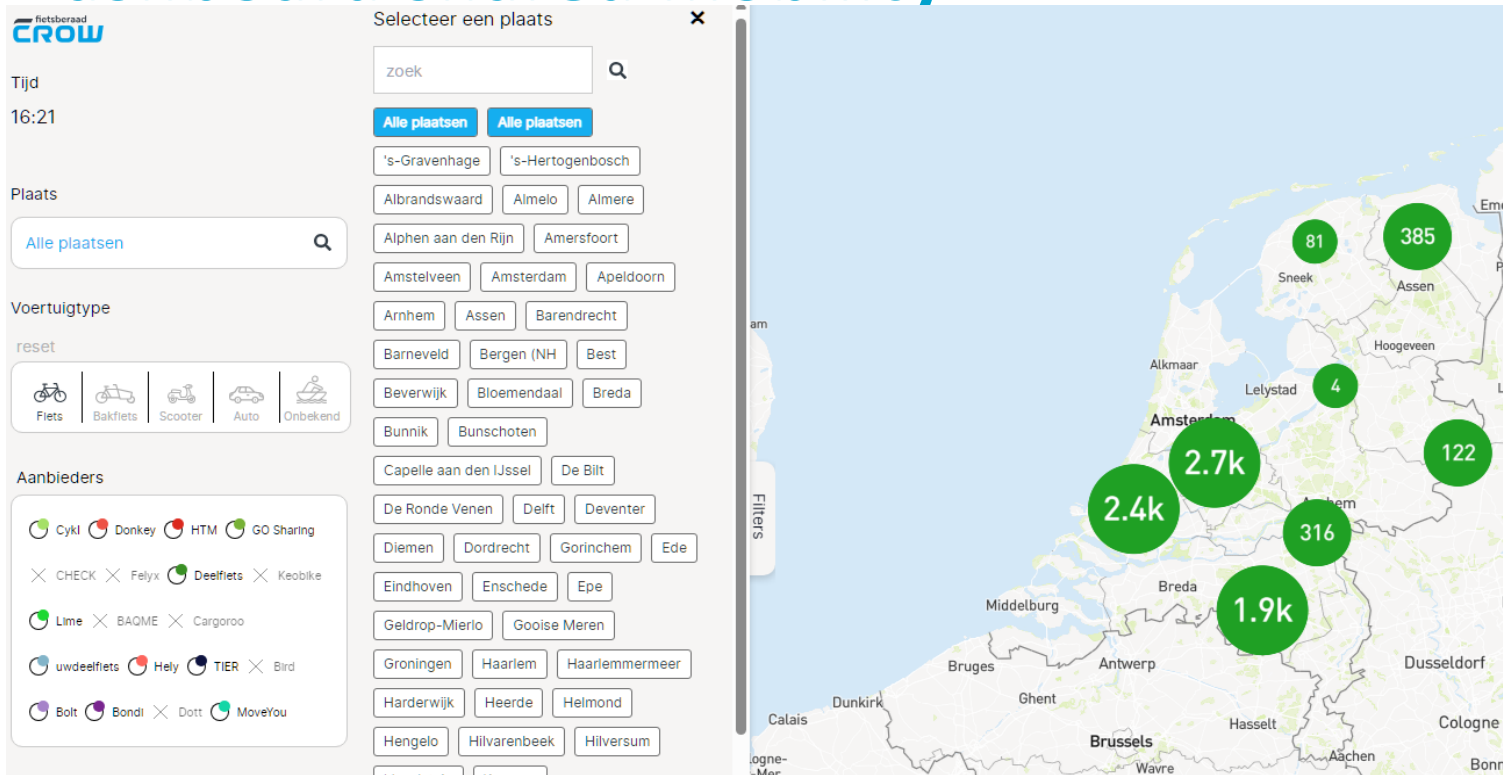 fietsberaad
CROW
Tijd
16:21
Plaats
Alle plaatsen
Voertuigtype
reset
Fiets Bakfiets Scooter Auto Onbekend
Aanbieders
Cykl Donkey HTM GO Sharing
CHECK Felyx Deelfiets Keobike
Lime BAQME Cargoroo
uwdeelfiets Hely TIER Bird
Bolt Bondi Dott MoveYou
Selecteer een plaats ×
zoek
Alle plaatsen Alle plaatsen
's-Gravenhage 's-Hertogenbosch
Albrandswaard Almelo Almere
Alphen aan den Rijn Amersfoort
Amstelveen Amsterdam Apeldoorn
Arnhem Assen Barendrecht
Barneveld Bergen (NH Best
Beverwijk Bloemendaal Breda
Bunnik Bunschoten
Capelle aan den IJssel De Bilt
De Ronde Venen Delft Deventer
Diemen Dordrecht Gorinchem Ede
Eindhoven Enschede Epe
Geldrop-Mierlo Gooise Meren
Groningen Haarlem Haarlemmermeer
Harderwijk Heerde Helmond
Hengelo Hilvarenbeek Hilversum
Filters
81
385
Sneek
Assen
am
Hoogeveen
Alkmaar
Lelystad
4
Amsterdam
2.7k
122
2.4k
316
Breda
Middelburg
1.9k
Bruges
Antwerp
Dusseldorf
Dunkirk
Ghent
Calais
Hasselt
Cologne
Brussels
Aachen
Wavre
Bonn